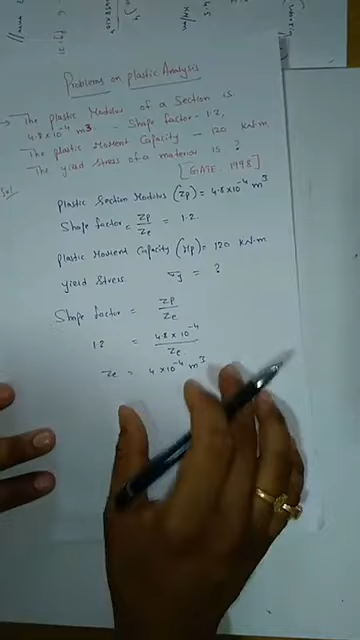 Problems on plastic Analysis
→ The plastic Modulus of a Section is
4.8 x 10⁻⁴ m³ - Shape factor - 1.2,
The plastic moment Capacity - 120 kN-m
The yield stress of a material is ?
[GATE 1998]
Sol
Plastic Section Modulus (Zp) = 4.8 x 10⁻⁴ m³
Shape factor = Zp/Ze = 1.2.
Plastic Moment Capacity (Mp) = 120 kN-m
yield Stress σy = ?
Shape factor = Zp/Ze
1.2 = 4.8 x 10⁻⁴/Ze
Ze = 4 x 10⁻⁴ m³